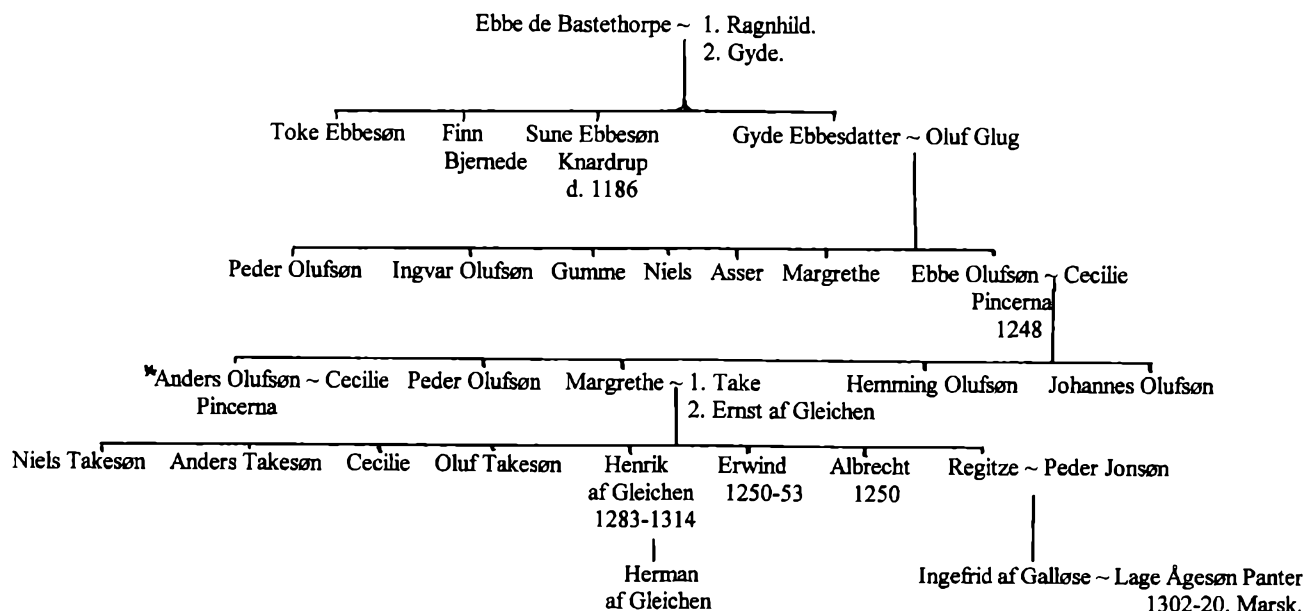 Ebbe de Bastethorpe ~ 1. Ragnhild.
2. Gyde.
Toke Ebbesøn Finn Sune Ebbesøn Gyde Ebbesdatter ~ Oluf Glug
Bjernede Knardrup
d. 1186
Peder Olufsøn Ingvar Olufsøn Gumme Niels Asser Margrethe Ebbe Olufsøn ~ Cecilie
Pincerna
1248
*Anders Olufsøn ~ Cecilie Peder Olufsøn Margrethe ~ 1. Take Hemming Olufsøn Johannes Olufsøn
Pincerna 2. Ernst af Gleichen
Niels Takesøn Anders Takesøn Cecilie Oluf Takesøn Henrik Erwind Albrecht Regitze ~ Peder Jonsøn
af Gleichen 1250-53 1250
1283-1314
Herman Ingefrid af Galløse ~ Lage Ågesøn Panter
af Gleichen 1302-20. Marsk.